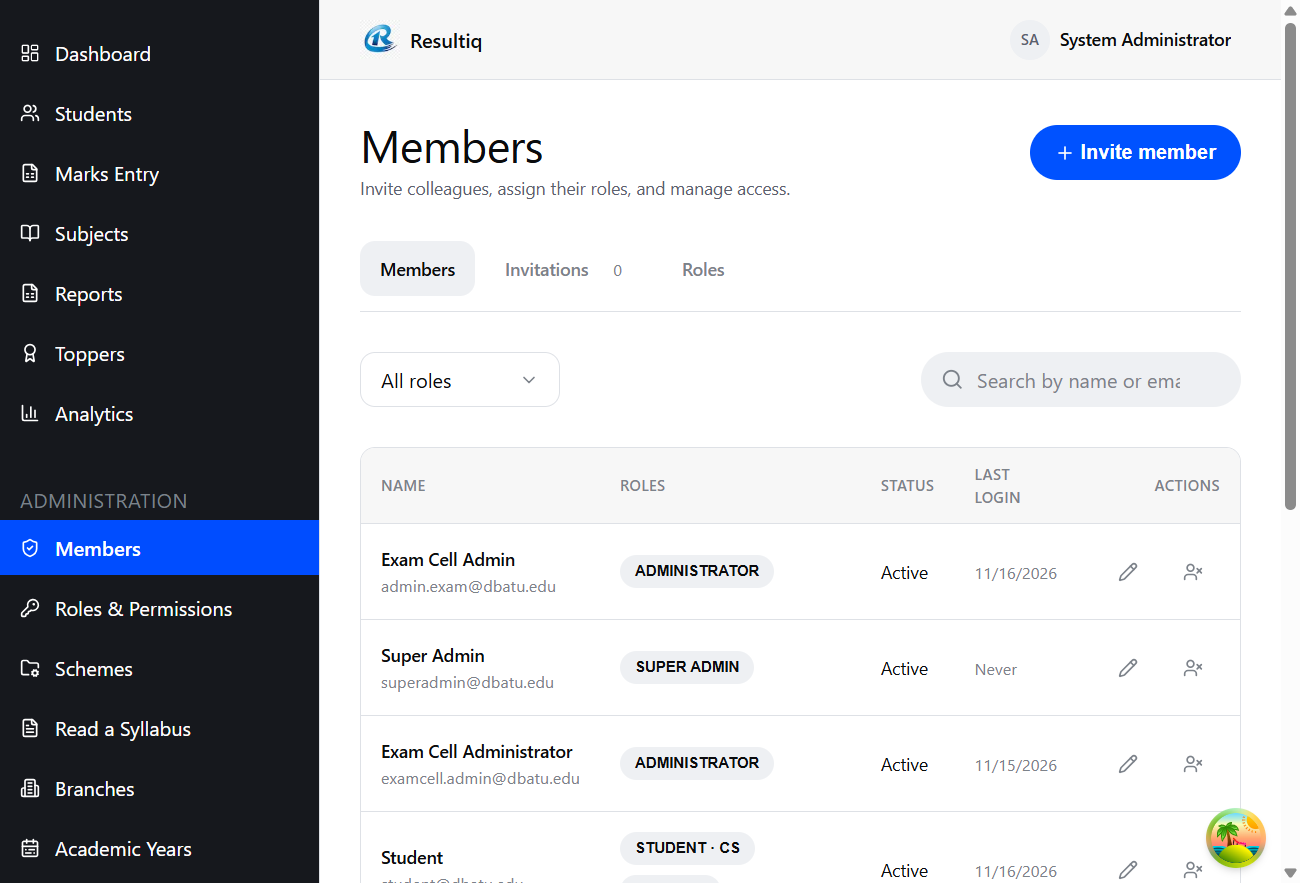 Dashboard
Students
Marks Entry
Subjects
Reports
Toppers
Analytics
ADMINISTRATION
Members
Roles & Permissions
Schemes
Read a Syllabus
Branches
Academic Years
Resultiq
SA System Administrator
Members
+ Invite member
Invite colleagues, assign their roles, and manage access.
Members Invitations 0 Roles
All roles
Search by name or ema
NAME ROLES STATUS LAST LOGIN ACTIONS
Exam Cell Admin
admin.exam@dbatu.edu
ADMINISTRATOR Active 11/16/2026
Super Admin
superadmin@dbatu.edu
SUPER ADMIN Active Never
Exam Cell Administrator
examcell.admin@dbatu.edu
ADMINISTRATOR Active 11/15/2026
Student
student@dbatu.edu
STUDENT · CS
Active 11/16/2026